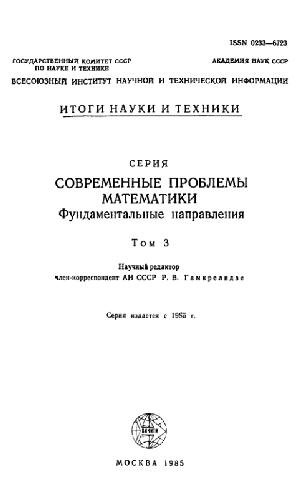 ISSN 0233—6723
ГОСУДАРСТВЕННЫЙ КОМИТЕТ СССР
ПО НАУКЕ И ТЕХНИКЕ
АКАДЕМИЯ НАУК СССР
ВСЕСОЮЗНЫЙ ИНСТИТУТ НАУЧНОЙ И ТЕХНИЧЕСКОЙ ИНФОРМАЦИИ
ИТОГИ НАУКИ И ТЕХНИКИ
СЕРИЯ
СОВРЕМЕННЫЕ ПРОБЛЕМЫ
МАТЕМАТИКИ
Фундаментальные направления
Том 3
Научный редактор
член-корреспондент АН СССР Р. В. Гамкрелидзе
Серия издается с 1985 г.
МОСКВА 1985